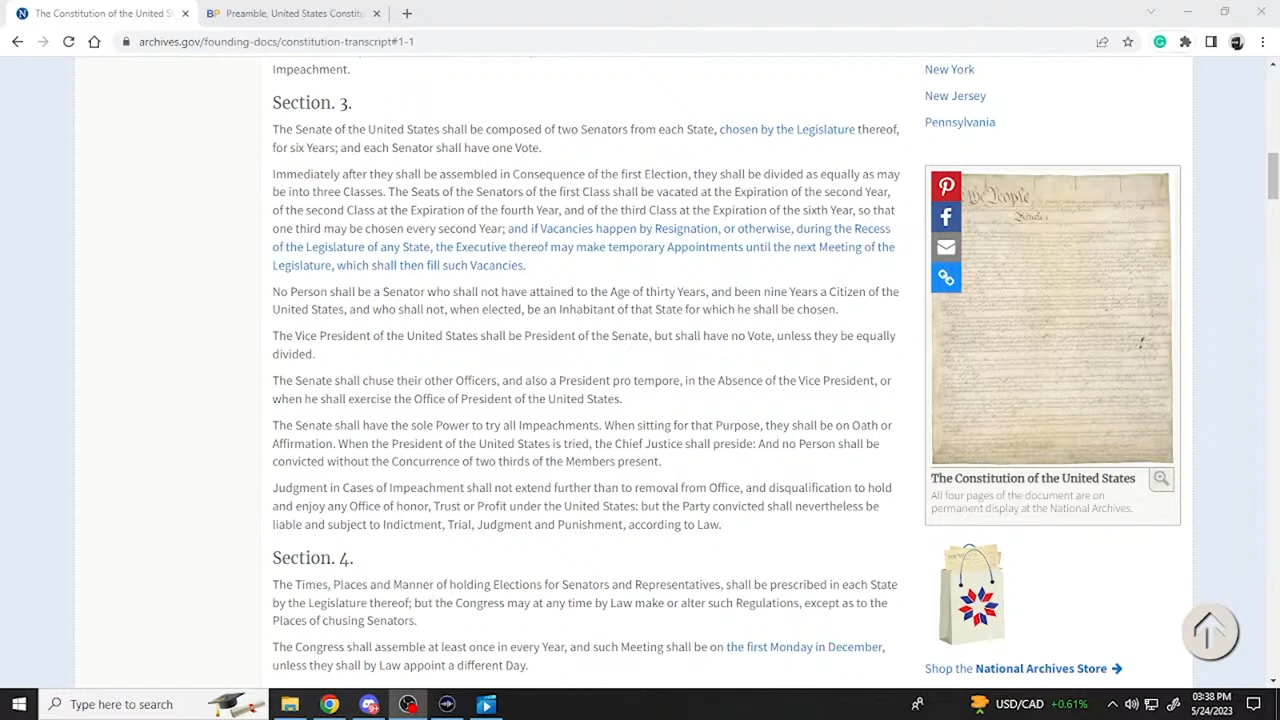 The Constitution of the United S
Preamble, United States Constitu
archives.gov/founding-docs/constitution-transcript#1-1
Impeachment.
Section. 3.
The Senate of the United States shall be composed of two Senators from each State, chosen by the Legislature thereof,
for six Years; and each Senator shall have one Vote.
Immediately after they shall be assembled in Consequence of the first Election, they shall be divided as equally as may
be into three Classes. The Seats of the Senators of the first Class shall be vacated at the Expiration of the second Year,
of the second Class at the Expiration of the fourth Year, and of the third Class at the Expiration of the sixth Year, so that
one third may be chosen every second Year; and if Vacancies happen by Resignation, or otherwise, during the Recess
of the Legislature of any State, the Executive thereof may make temporary Appointments until the next Meeting of the
Legislature, which shall then fill such Vacancies.
No Person shall be a Senator who shall not have attained to the Age of thirty Years, and been nine Years a Citizen of the
United States, and who shall not, when elected, be an Inhabitant of that State for which he shall be chosen.
The Vice President of the United States shall be President of the Senate, but shall have no Vote, unless they be equally
divided.
The Senate shall chuse their other Officers, and also a President pro tempore, in the Absence of the Vice President, or
when he shall exercise the Office of President of the United States.
The Senate shall have the sole Power to try all Impeachments. When sitting for that Purpose, they shall be on Oath or
Affirmation. When the President of the United States is tried, the Chief Justice shall preside: And no Person shall be
convicted without the Concurrence of two thirds of the Members present.
Judgment in Cases of Impeachment shall not extend further than to removal from Office, and disqualification to hold
and enjoy any Office of honor, Trust or Profit under the United States: but the Party convicted shall nevertheless be
liable and subject to Indictment, Trial, Judgment and Punishment, according to Law.
Section. 4.
The Times, Places and Manner of holding Elections for Senators and Representatives, shall be prescribed in each State
by the Legislature thereof; but the Congress may at any time by Law make or alter such Regulations, except as to the
Places of chusing Senators.
The Congress shall assemble at least once in every Year, and such Meeting shall be on the first Monday in December,
unless they shall by Law appoint a different Day.
New York
New Jersey
Pennsylvania
We People
The Constitution of the United States
All four pages of the document are on
permanent display at the National Archives.
Shop the National Archives Store
Type here to search
USD/CAD +0.61%
03:38 PM
5/24/2023